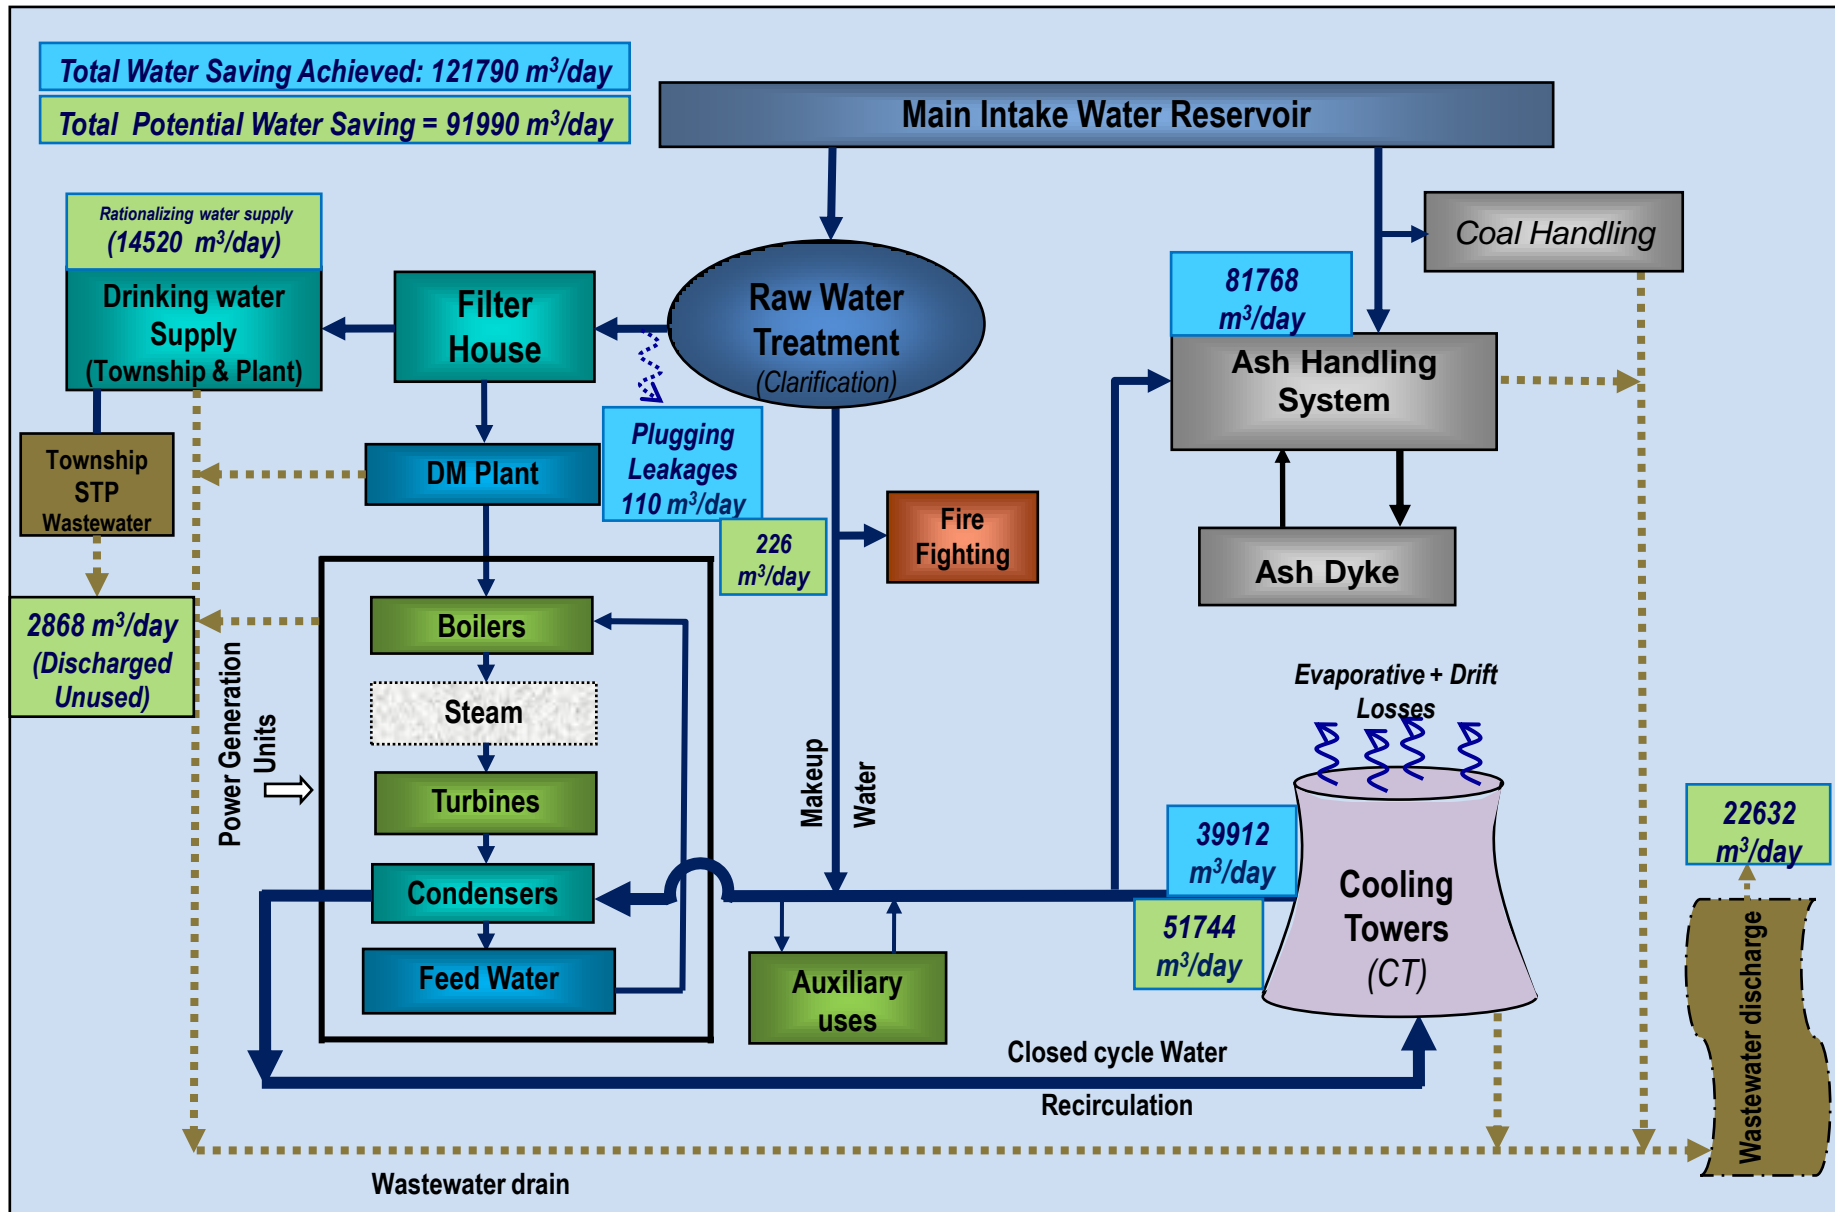 Total Water Saving Achieved: 121790 m³/day
Total Potential Water Saving = 91990 m³/day
Main Intake Water Reservoir
Rationalizing water supply
(14520 m³/day)
Drinking water
Supply
(Township & Plant)
Filter
House
Raw Water
Treatment
(Clarification)
Coal Handling
81768
m³/day
Ash Handling
System
Plugging
Leakages
110 m³/day
Township
STP
Wastewater
DM Plant
226
m³/day
Fire
Fighting
Ash Dyke
2868 m³/day
(Discharged
Unused)
Power Generation
Units
Boilers
Steam
Turbines
Condensers
Feed Water
Makeup
Water
Evaporative + Drift
Losses
39912
m³/day
51744
m³/day
Cooling
Towers
(CT)
22632
m³/day
Auxiliary
uses
Wastewater discharge
Closed cycle Water
Recirculation
Wastewater drain